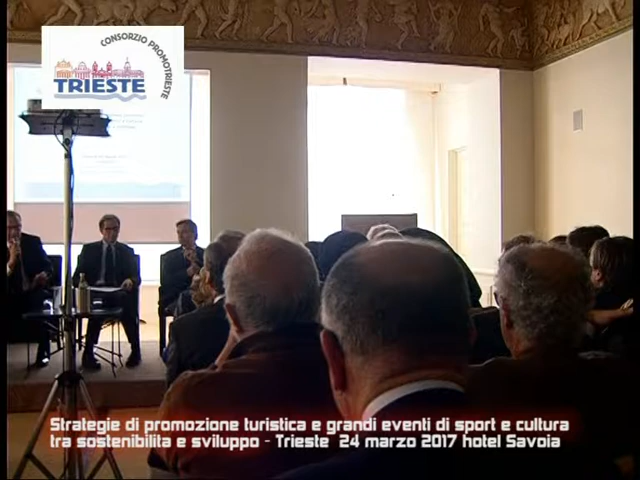 CONSORZIO PROMOTRIESTE
TRIESTE
Strategie di promozione turistica e grandi eventi di sport e cultura
tra sostenibilita e sviluppo - Trieste 24 marzo 2017 hotel Savoia